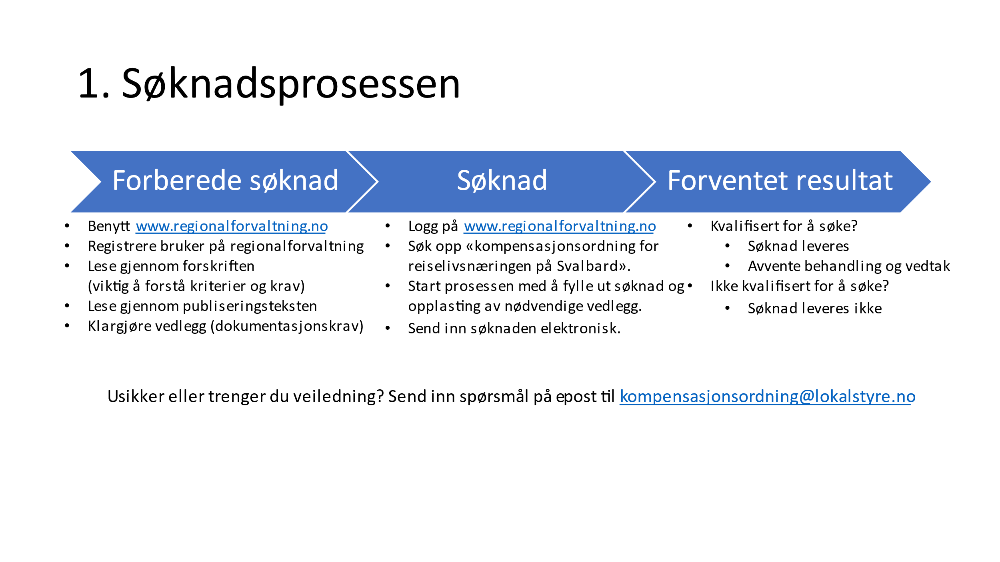 1. Søknadsprosessen
Forberede søknad
• Benytt www.regionalforvaltning.no
• Registrere bruker på regionalforvaltning
• Lese gjennom forskriften
(viktig å forstå kriterier og krav)
• Lese gjennom publiseringsteksten
• Klargjøre vedlegg (dokumentasjonskrav)
Søknad
• Logg på www.regionalforvaltning.no
• Søk opp «kompensasjonsordning for
reiselivsnæringen på Svalbard».
• Start prosessen med å fylle ut søknad og
opplasting av nødvendige vedlegg.
• Send inn søknaden elektronisk.
Forventet resultat
• Kvalifisert for å søke?
• Søknad leveres
• Avvente behandling og vedtak
• Ikke kvalifisert for å søke?
• Søknad leveres ikke
Usikker eller trenger du veiledning? Send inn spørsmål på epost til kompensasjonsordning@lokalstyre.no